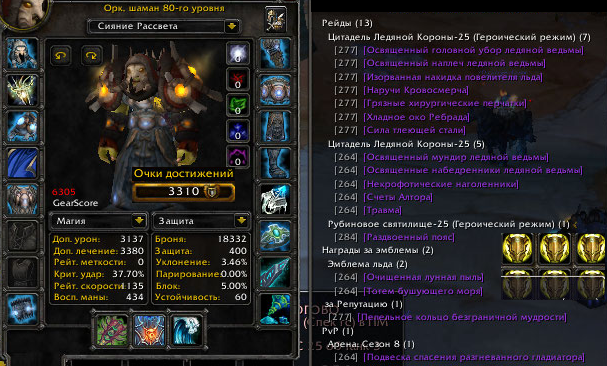 Орк. шаман 80-го уровня
Сияние Рассвета
0
0
0
0
0
Очки достижений
3310
6305
GearScore
Магия
Защита
Доп. урон: 3137
Доп. лечение: 3380
Рейт. меткости: 0
Крит. удар: 37.70%
Рейт. скорости: 1135
Восп. маны: 434
Броня: 18332
Защита: 400
Уклонение: 3.46%
Парирование: 0.00%
Блок: 5.00%
Устойчивость: 60
Рейды (13)
Цитадель Ледяной Короны-25 (Героический режим) (7)
[277] [Освященный головной убор ледяной ведьмы]
[277] [Освященный наплеч ледяной ведьмы]
[277] [Изорванная накидка повелителя льда]
[277] [Наручи Кровосмерча]
[277] [Грязные хирургические перчатки]
[277] [Хладное око Ребрада]
[277] [Сила тлеющей стали]
Цитадель Ледяной Короны-25 (5)
[264] [Освященный мундир ледяной ведьмы]
[264] [Освященные набедренники ледяной ведьмы]
[264] [Некрофотические наголенники]
[264] [Счеты Алтора]
[264] [Травма]
Рубиновое святилище-25 (Героический режим) (1)
[284] [Раздвоенный пояс]
Награды за эмблемы (2)
Эмблема льда (2)
[264] [Очищенная лунная пыль]
[264] [Тотем бушующего моря]
за Репутацию (1)
[277] [Пепельное кольцо безграничной мудрости]
PvP (1)
Арена: Сезон 8 (1)
[264] [Подвеска спасения разгневанного гладиатора]